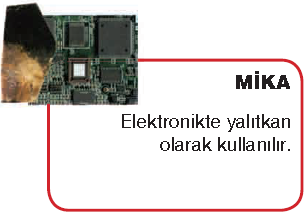 MİKA
Elektronikte yalıtkan
olarak kullanılır.